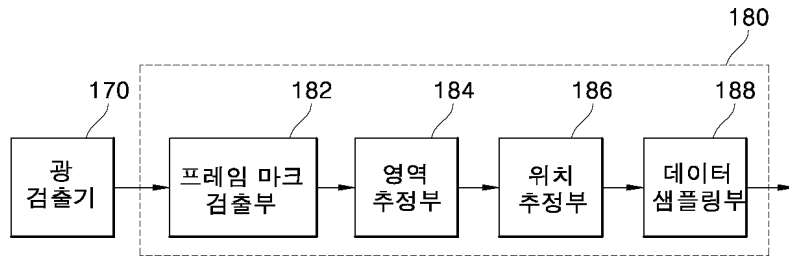 180
170
182
184
186
188
광
검출기
프레임 마크
검출부
영역
추정부
위치
추정부
데이터
샘플링부